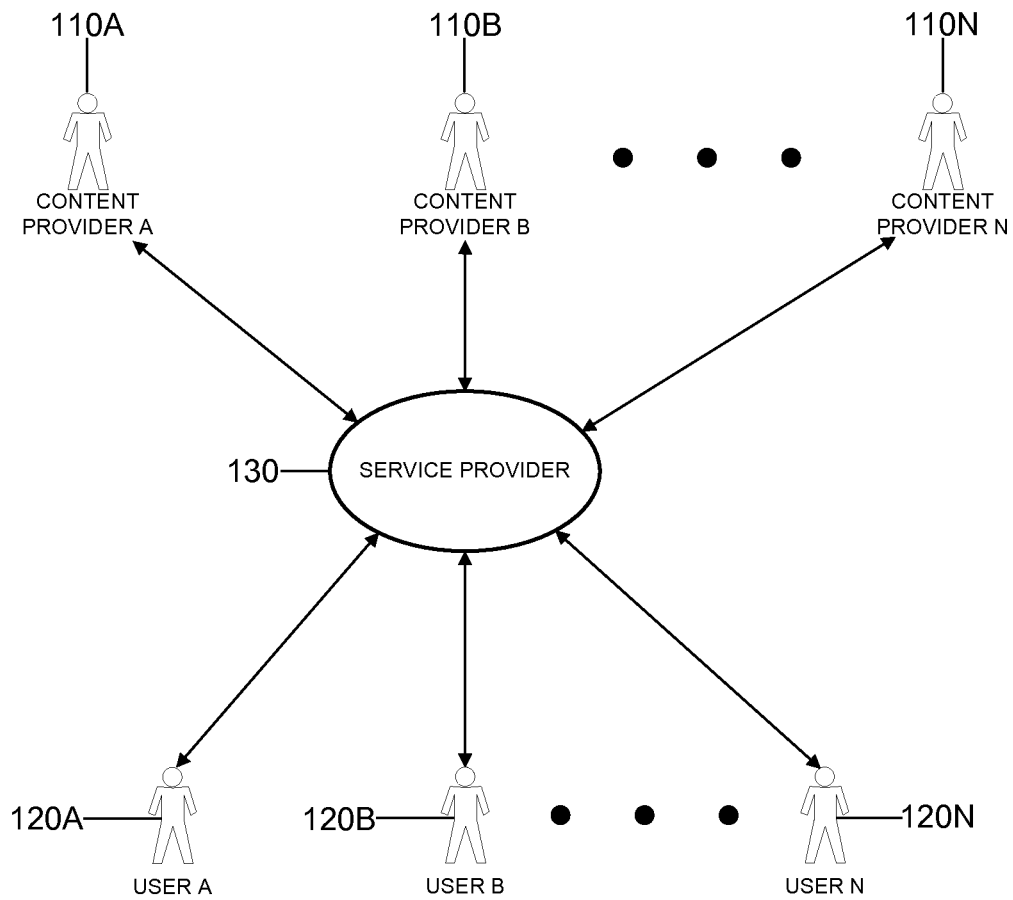 110A
110B
110N
CONTENT
PROVIDER A
CONTENT
PROVIDER B
CONTENT
PROVIDER N
130
SERVICE PROVIDER
120A
120B
120N
USER A
USER B
USER N